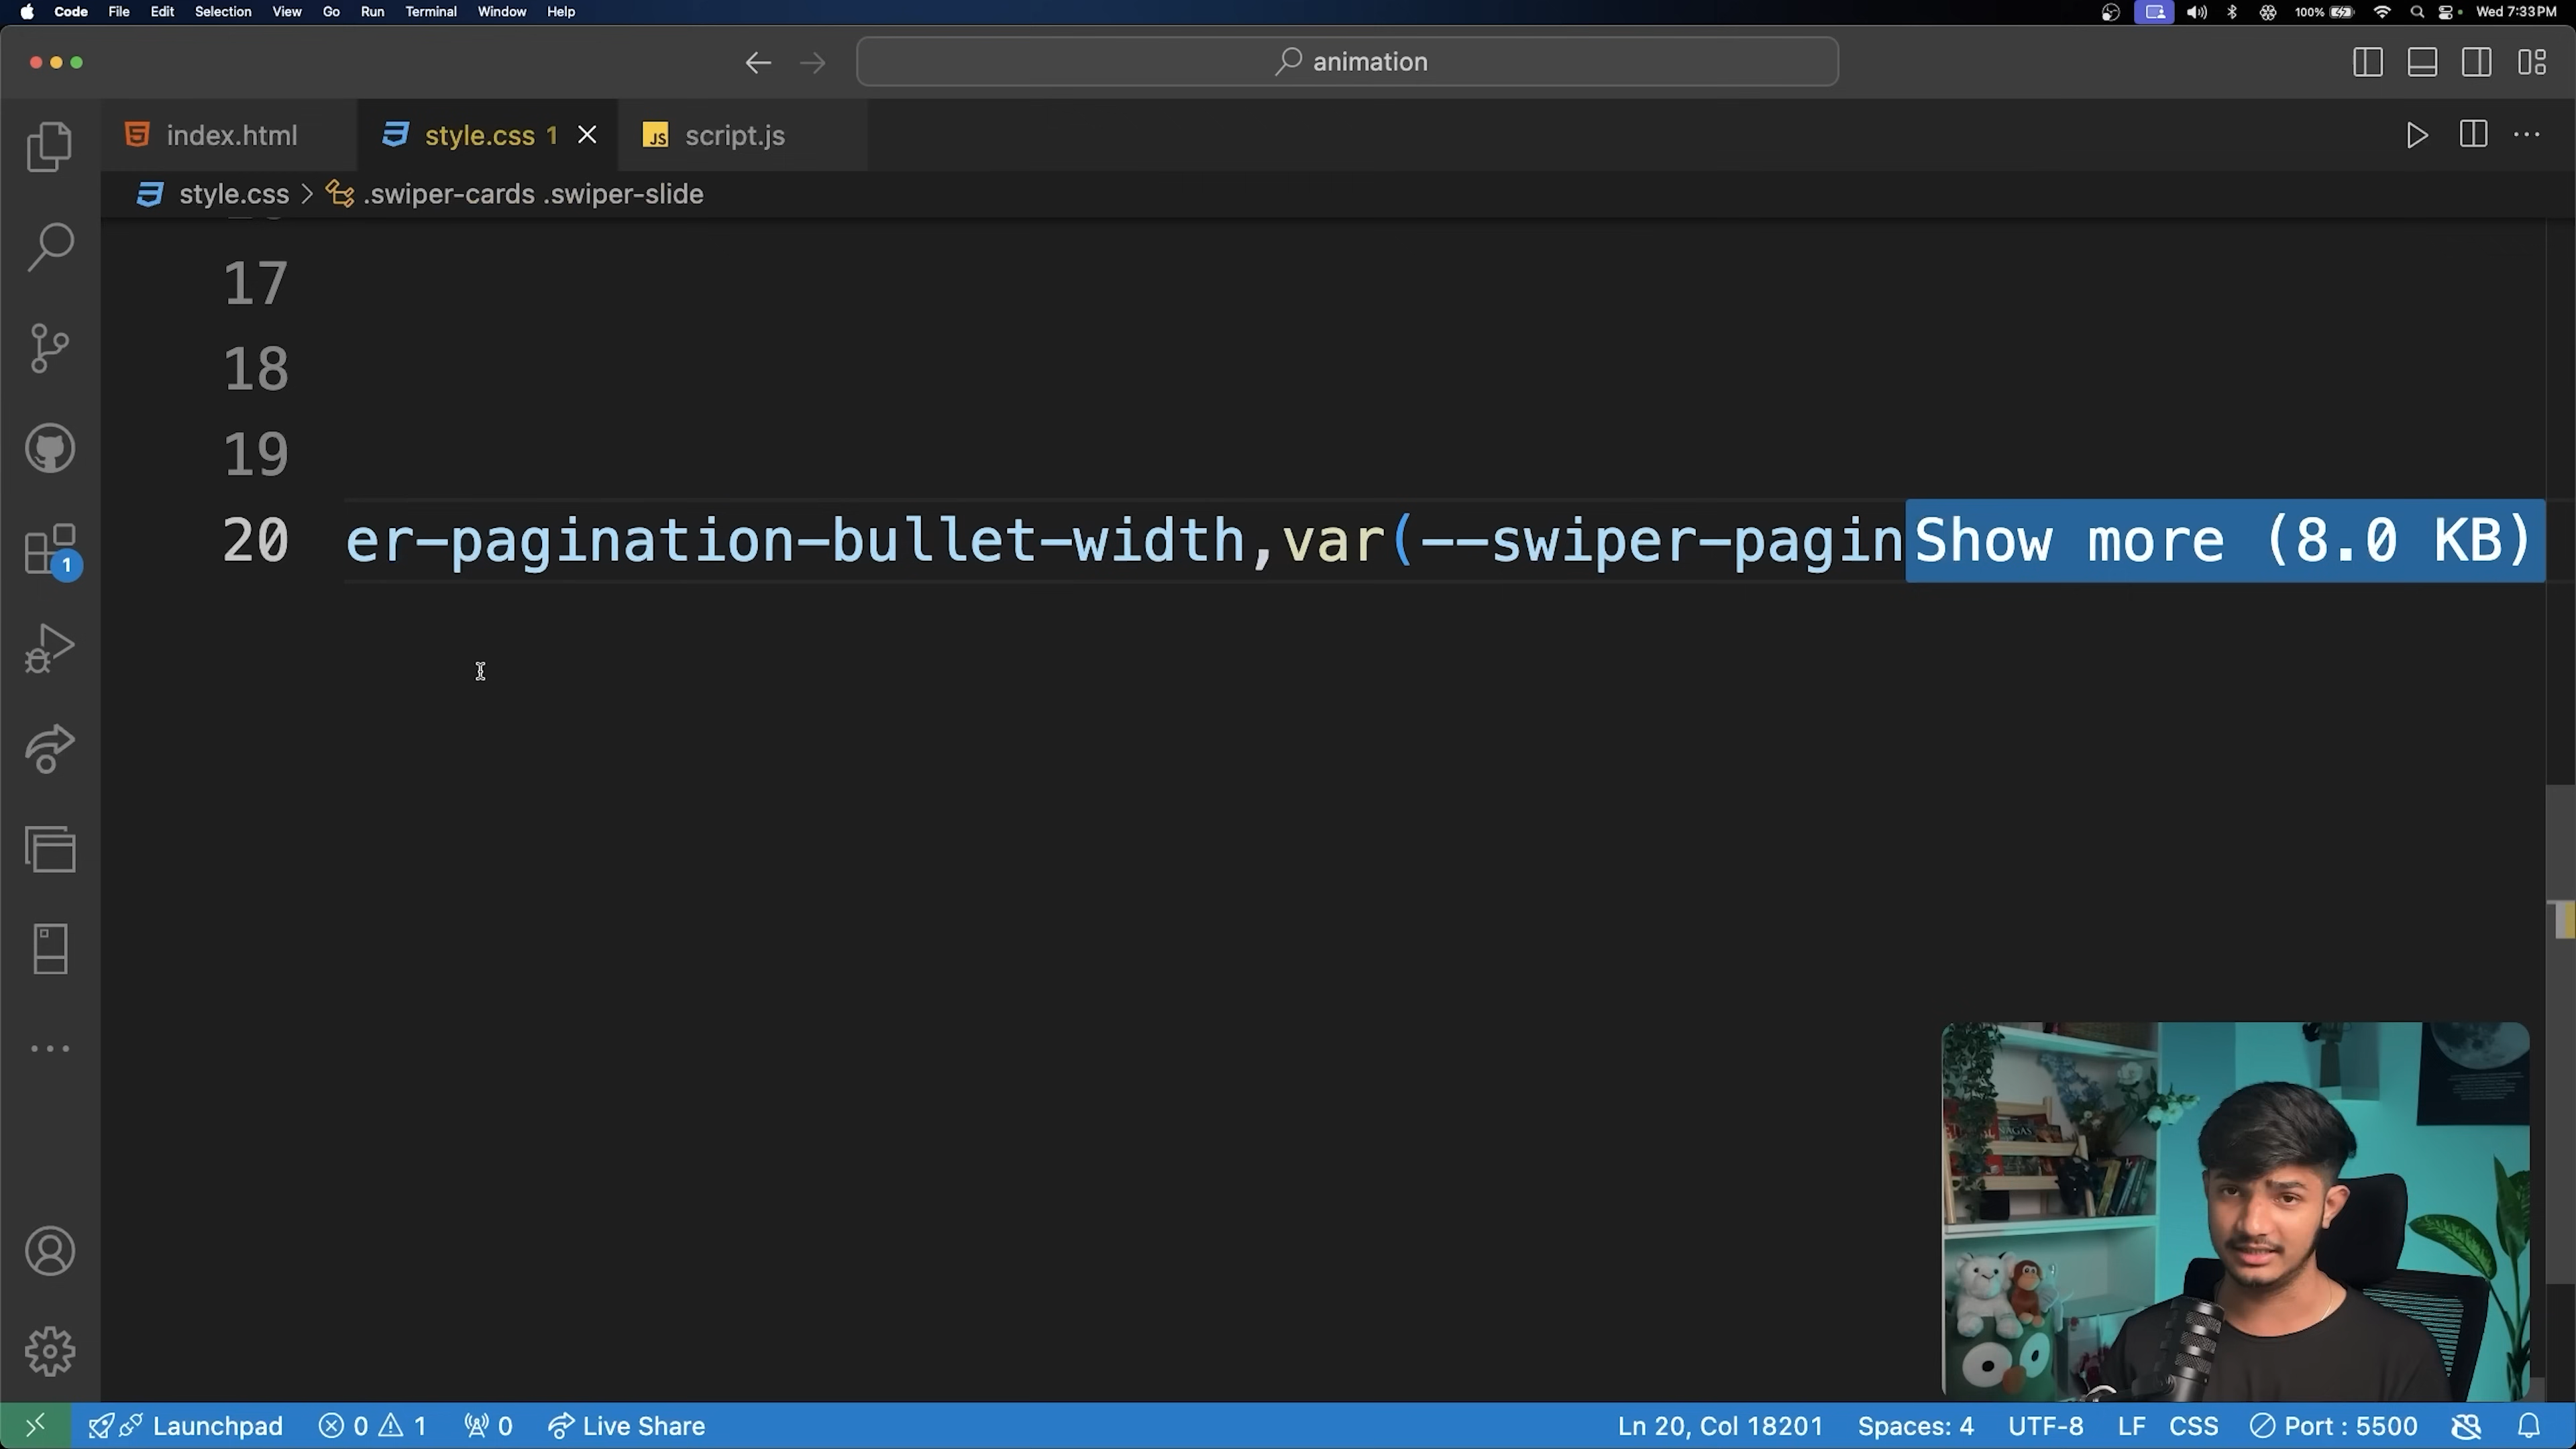 Code File Edit Selection View Go Run Terminal Window Help 100% Wed 7:33PM
animation
index.html style.css 1 script.js
style.css > .swiper-cards .swiper-slide
17
18
19
20 er-pagination-bullet-width,var(--swiper-pagin Show more (8.0 KB)
1
Launchpad 0 1 0 Live Share Ln 20, Col 18201 Spaces: 4 UTF-8 LF CSS Port : 5500